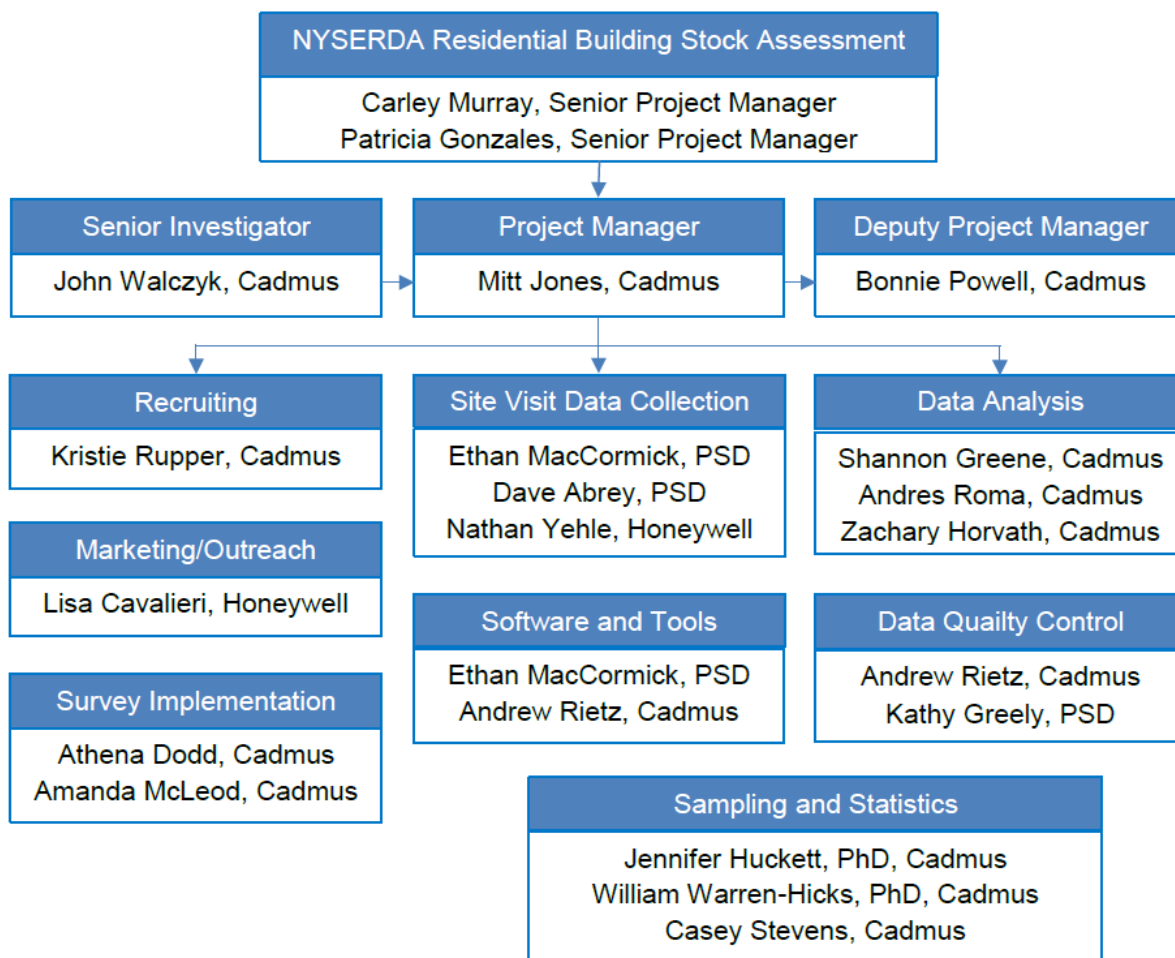 NYSERDA Residential Building Stock Assessment
Carley Murray, Senior Project Manager
Patricia Gonzales, Senior Project Manager
Senior Investigator
John Walczyk, Cadmus
Project Manager
Mitt Jones, Cadmus
Deputy Project Manager
Bonnie Powell, Cadmus
Recruiting
Kristie Rupper, Cadmus
Site Visit Data Collection
Ethan MacCormick, PSD
Dave Abrey, PSD
Nathan Yehle, Honeywell
Data Analysis
Shannon Greene, Cadmus
Andres Roma, Cadmus
Zachary Horvath, Cadmus
Marketing/Outreach
Lisa Cavalieri, Honeywell
Software and Tools
Ethan MacCormick, PSD
Andrew Rietz, Cadmus
Data Quailty Control
Andrew Rietz, Cadmus
Kathy Greely, PSD
Survey Implementation
Athena Dodd, Cadmus
Amanda McLeod, Cadmus
Sampling and Statistics
Jennifer Huckett, PhD, Cadmus
William Warren-Hicks, PhD, Cadmus
Casey Stevens, Cadmus